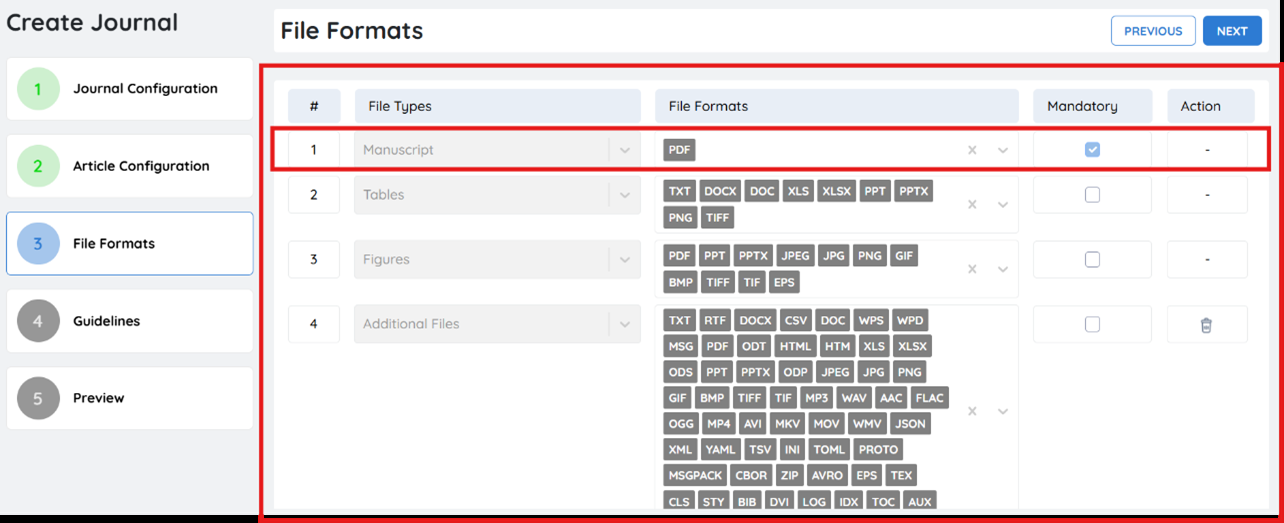 Create Journal
File Formats
PREVIOUS NEXT
1 Journal Configuration
2 Article Configuration
3 File Formats
4 Guidelines
5 Preview
# File Types File Formats Mandatory Action
1 Manuscript PDF -
2 Tables TXT DOCX DOC XLS XLSX PPT PPTX -
PNG TIFF
3 Figures PDF PPT PPTX JPEG JPG PNG GIF -
BMP TIFF TIF EPS
4 Additional Files TXT RTF DOCX CSV DOC WPS WPD
MSG PDF ODT HTML HTM XLS XLSX
ODS PPT PPTX ODP JPEG JPG PNG
GIF BMP TIFF TIF MP3 WAV AAC FLAC
OGG MP4 AVI MKV MOV WMV JSON
XML YAML TSV INI TOML PROTO
MSGPACK CBOR ZIP AVRO EPS TEX
CLS STY BIB DVI LOG IDX TOC AUX